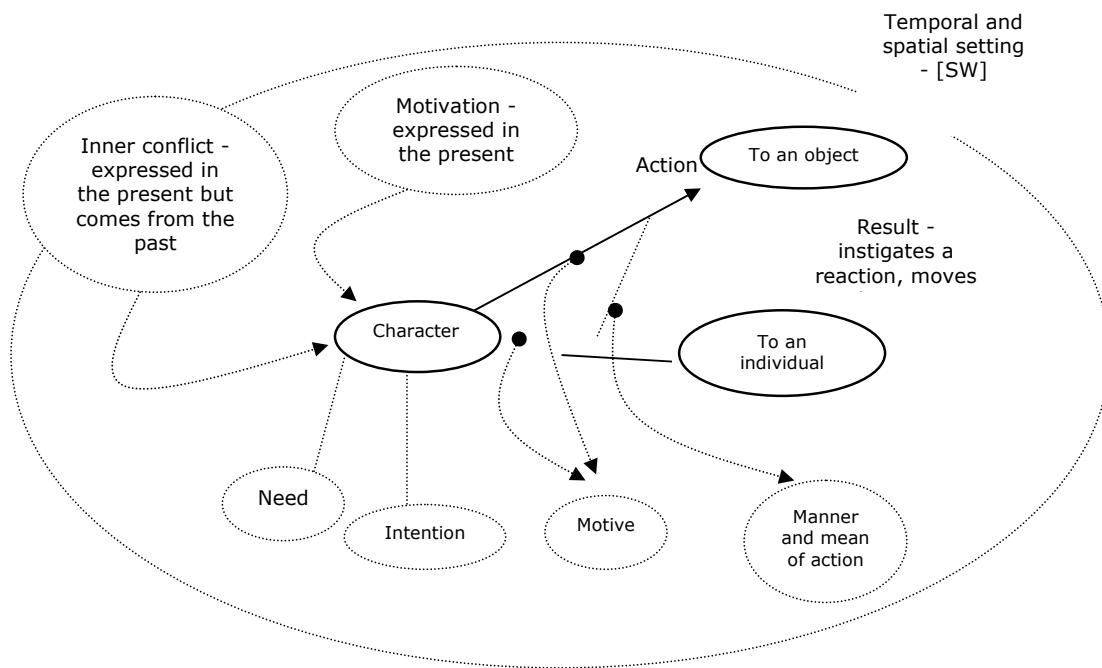 Temporal and
spatial setting
- [SW]
Motivation -
expressed in
the present
Inner conflict -
expressed in
the present but
comes from the
past
Action
To an object
Result -
instigates a
reaction, moves
Character
To an
individual
Need
Intention
Motive
Manner
and mean
of action